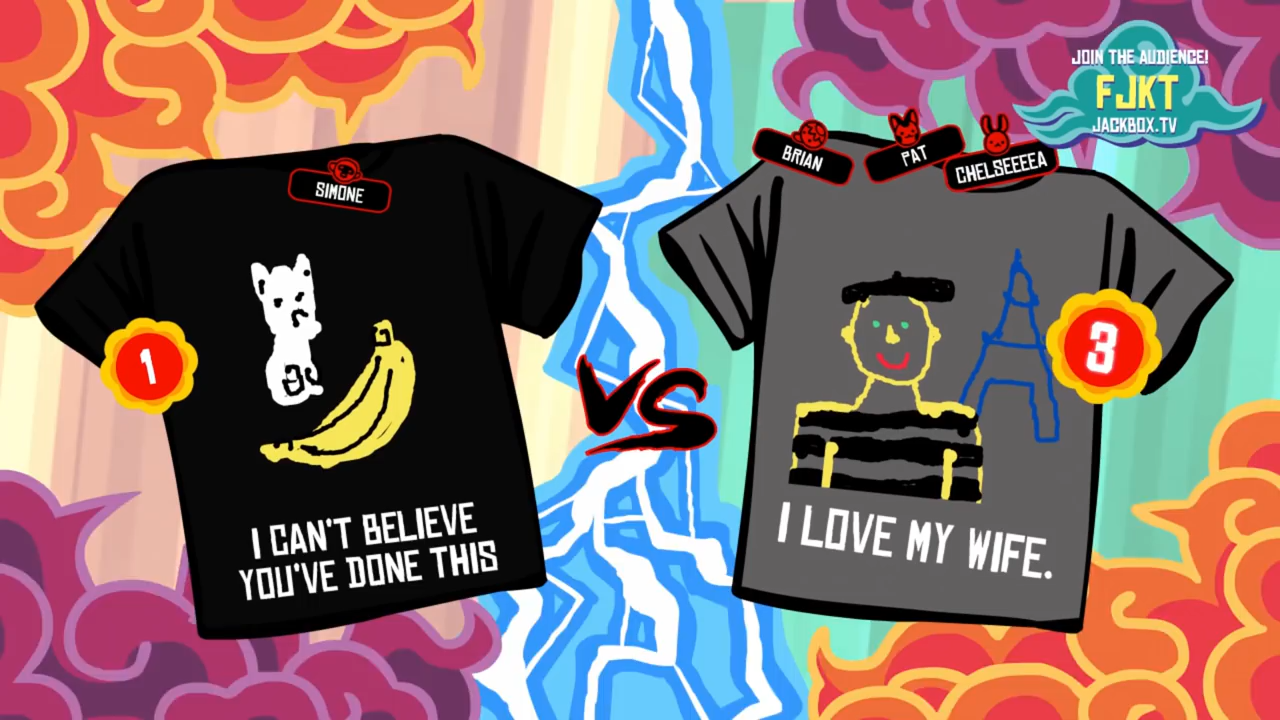 JOIN THE AUDIENCE!
FJKT
JACKBOX.TV
SIMONE
BRIAN
PAT
CHELSEEEEA
1
3
VS
I CAN'T BELIEVE
YOU'VE DONE THIS
I LOVE MY WIFE.